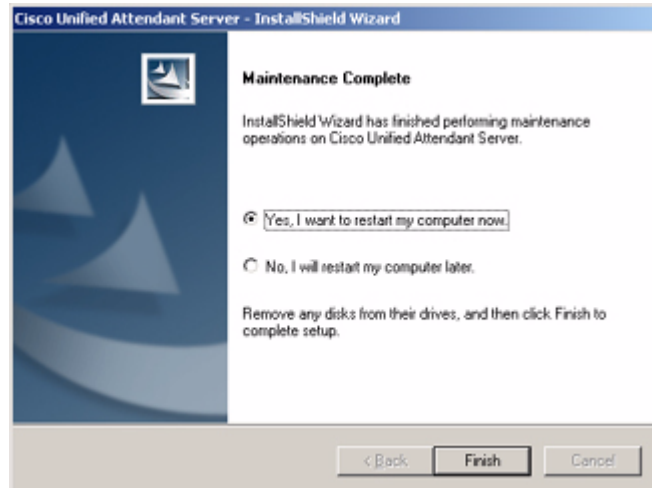 Cisco Unified Attendant Server - InstallShield Wizard
Maintenance Complete
InstallShield Wizard has finished performing maintenance
operations on Cisco Unified Attendant Server.
Yes, I want to restart my computer now.
No, I will restart my computer later.
Remove any disks from their drives, and then click Finish to
complete setup.
< Back Finish Cancel